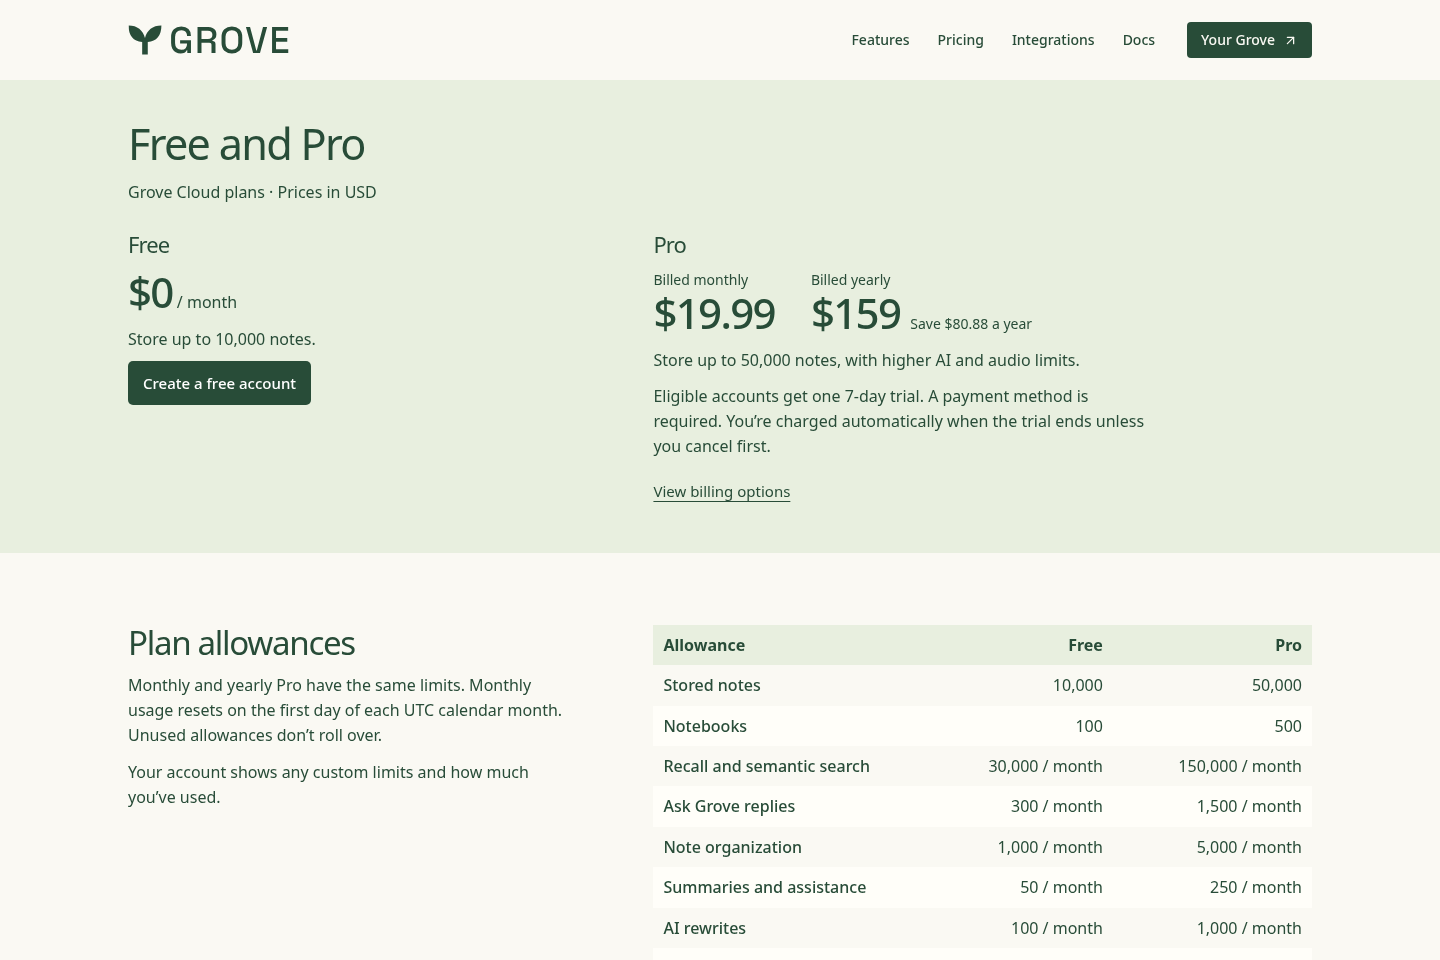 GROVE
Features Pricing Integrations Docs Your Grove
Free and Pro
Grove Cloud plans · Prices in USD
Free
$0 / month
Store up to 10,000 notes.
Create a free account
Pro
Billed monthly Billed yearly
$19.99 $159 Save $80.88 a year
Store up to 50,000 notes, with higher AI and audio limits.
Eligible accounts get one 7-day trial. A payment method is
required. You’re charged automatically when the trial ends unless
you cancel first.
View billing options
Plan allowances
Monthly and yearly Pro have the same limits. Monthly
usage resets on the first day of each UTC calendar month.
Unused allowances don’t roll over.
Your account shows any custom limits and how much
you’ve used.
Allowance Free Pro
Stored notes 10,000 50,000
Notebooks 100 500
Recall and semantic search 30,000 / month 150,000 / month
Ask Grove replies 300 / month 1,500 / month
Note organization 1,000 / month 5,000 / month
Summaries and assistance 50 / month 250 / month
AI rewrites 100 / month 1,000 / month